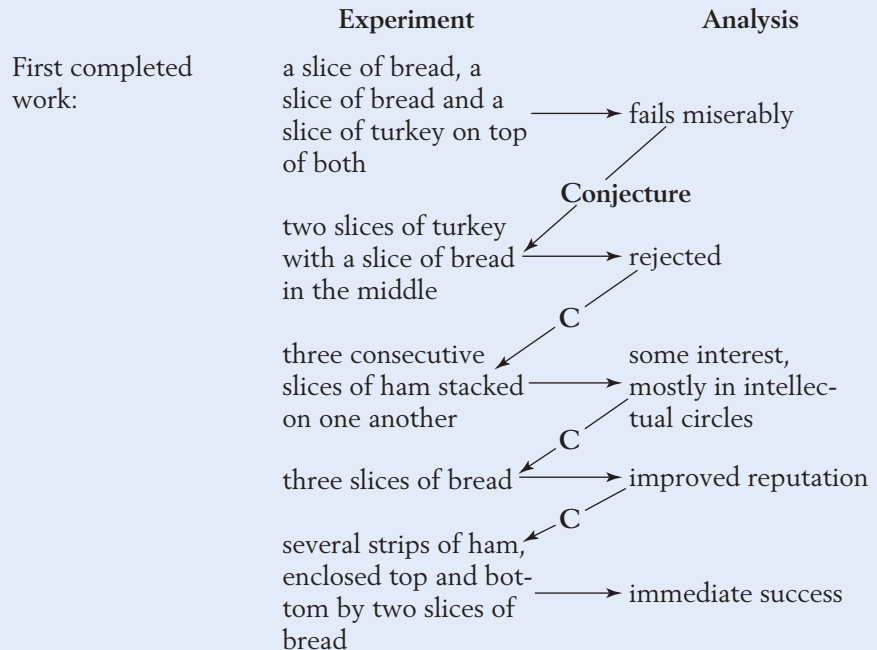 Experiment
Analysis
First completed
work:
a slice of bread, a
slice of bread and a
slice of turkey on top
of both
fails miserably
Conjecture
two slices of turkey
with a slice of bread
in the middle
rejected
C
three consecutive
slices of ham stacked
on one another
some interest,
mostly in intellec-
tual circles
C
three slices of bread
improved reputation
C
several strips of ham,
enclosed top and bot-
tom by two slices of
bread
immediate success